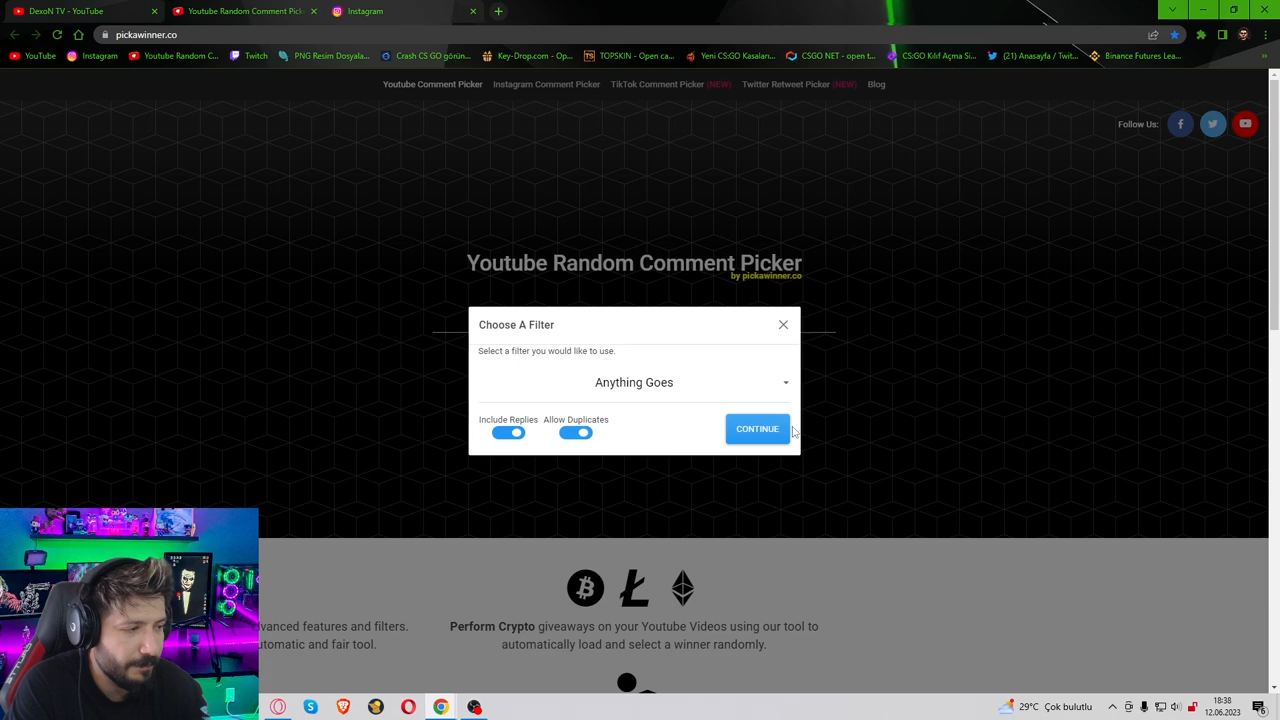 DexoN TV - YouTube
Youtube Random Comment Pick
Instagram
pickawinner.co
YouTube
Instagram
Youtube Random C...
Twitch
PNG Resim Dosyala...
Crash CS GO görün...
Key-Drop.com - Op...
TOPSKIN - Open ca...
Yeni CS:GO Kasaları...
CSGO NET - open t...
CS:GO Kılıf Açma Si...
(21) Anasayfa / Twit...
Binance Futures Lea...
»
Youtube Comment Picker
Instagram Comment Picker
TikTok Comment Picker (NEW)
Twitter Retweet Picker (NEW)
Blog
Follow Us:
Youtube Random Comment Picker
by pickawinner.co
Choose A Filter
Select a filter you would like to use.
Anything Goes
Include Replies
Allow Duplicates
CONTINUE
vanced features and filters.
utomatic and fair tool.
Perform Crypto giveaways on your Youtube Videos using our tool to
automatically load and select a winner randomly.
29°C Çok bulutlu
18:38
12.06.2023
6